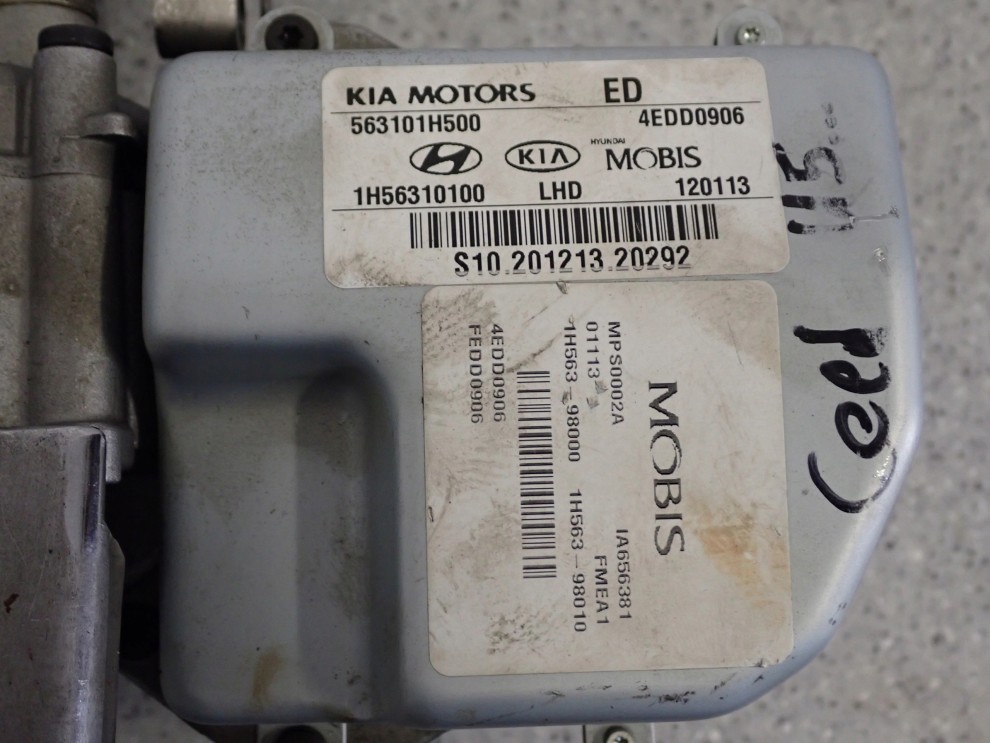 KIA MOTORS ED
563101H500 4EDD0906
KIA HYUNDAI MOBIS
1H56310100 LHD 120113
S10.201213.20292
MOBIS
MPS0002A IA656381
01113 FMEA1
1H563-98000 1H563-98010
4EDD0906
FEDD0906